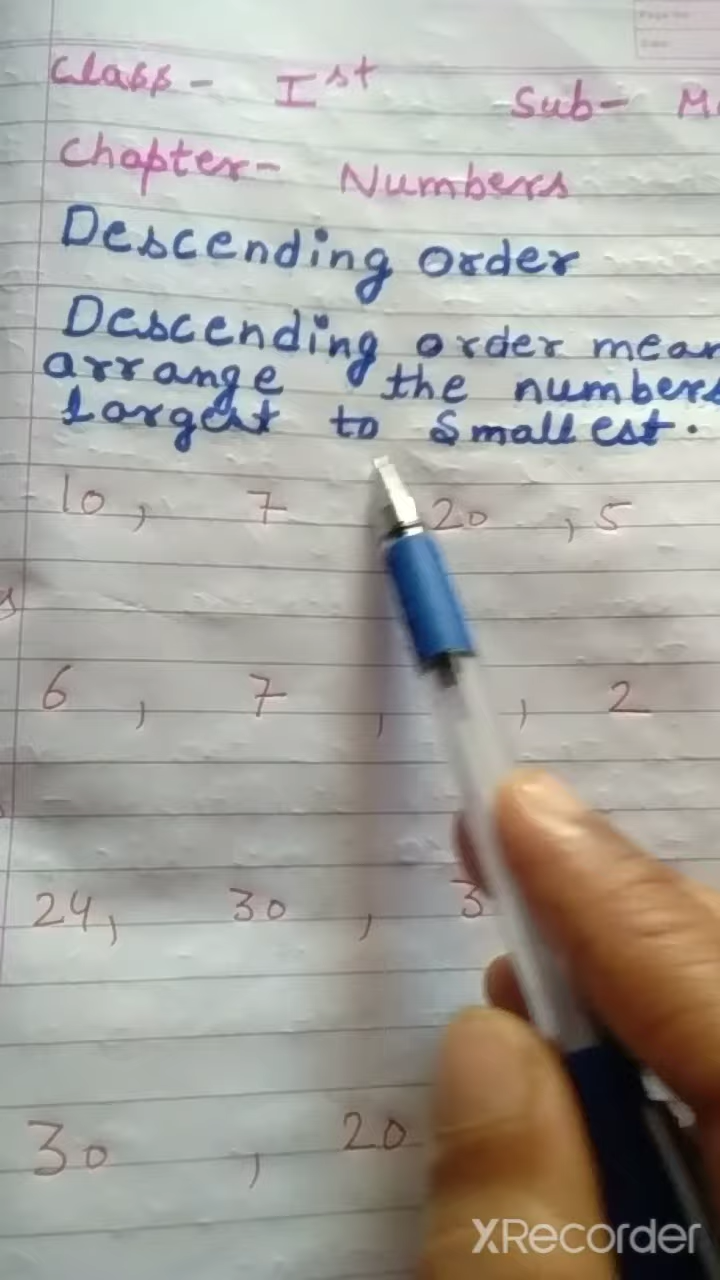 Class- Ist Sub- M
Chapter- Numbers
Descending order
Descending order mean
arrange the numbers
largest to smallest.
10, 7 20, 5
6, 7, , 2
24, 30, 3
30, 20
XRecorder